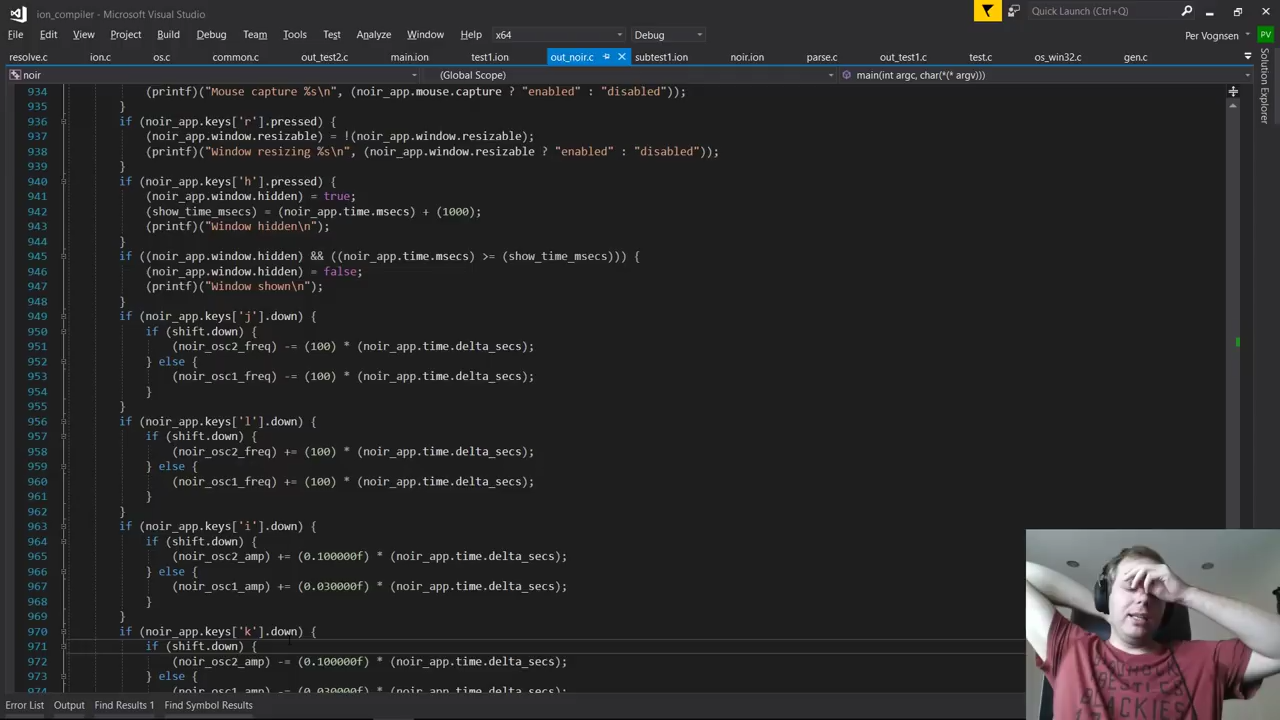 ion_compiler - Microsoft Visual Studio
Quick Launch (Ctrl+Q)
File Edit View Project Build Debug Team Tools Test Analyze Window Help x64 Debug Per Vognsen PV
resolve.c ion.c os.c common.c out_test2.c main.ion test1.ion out_noir.c subtest1.ion noir.ion parse.c out_test1.c test.c os_win32.c gen.c
noir (Global Scope) main(int argc, char(*(* argv)))
Solution Explorer
934 (printf)("Mouse capture %s\n", (noir_app.mouse.capture ? "enabled" : "disabled"));
935 }
936 if (noir_app.keys['r'].pressed) {
937 (noir_app.window.resizable) = !(noir_app.window.resizable);
938 (printf)("Window resizing %s\n", (noir_app.window.resizable ? "enabled" : "disabled"));
939 }
940 if (noir_app.keys['h'].pressed) {
941 (noir_app.window.hidden) = true;
942 (show_time_msecs) = (noir_app.time.msecs) + (1000);
943 (printf)("Window hidden\n");
944 }
945 if ((noir_app.window.hidden) && ((noir_app.time.msecs) >= (show_time_msecs))) {
946 (noir_app.window.hidden) = false;
947 (printf)("Window shown\n");
948 }
949 if (noir_app.keys['j'].down) {
950 if (shift.down) {
951 (noir_osc2_freq) -= (100) * (noir_app.time.delta_secs);
952 } else {
953 (noir_osc1_freq) -= (100) * (noir_app.time.delta_secs);
954 }
955 }
956 if (noir_app.keys['l'].down) {
957 if (shift.down) {
958 (noir_osc2_freq) += (100) * (noir_app.time.delta_secs);
959 } else {
960 (noir_osc1_freq) += (100) * (noir_app.time.delta_secs);
961 }
962 }
963 if (noir_app.keys['i'].down) {
964 if (shift.down) {
965 (noir_osc2_amp) += (0.100000f) * (noir_app.time.delta_secs);
966 } else {
967 (noir_osc1_amp) += (0.030000f) * (noir_app.time.delta_secs);
968 }
969 }
970 if (noir_app.keys['k'].down) {
971 if (shift.down) {
972 (noir_osc2_amp) -= (0.100000f) * (noir_app.time.delta_secs);
973 } else {
974 (noir_osc1_amp) -= (0.030000f) * (noir_app.time.delta_secs);
Error List Output Find Results 1 Find Symbol Results